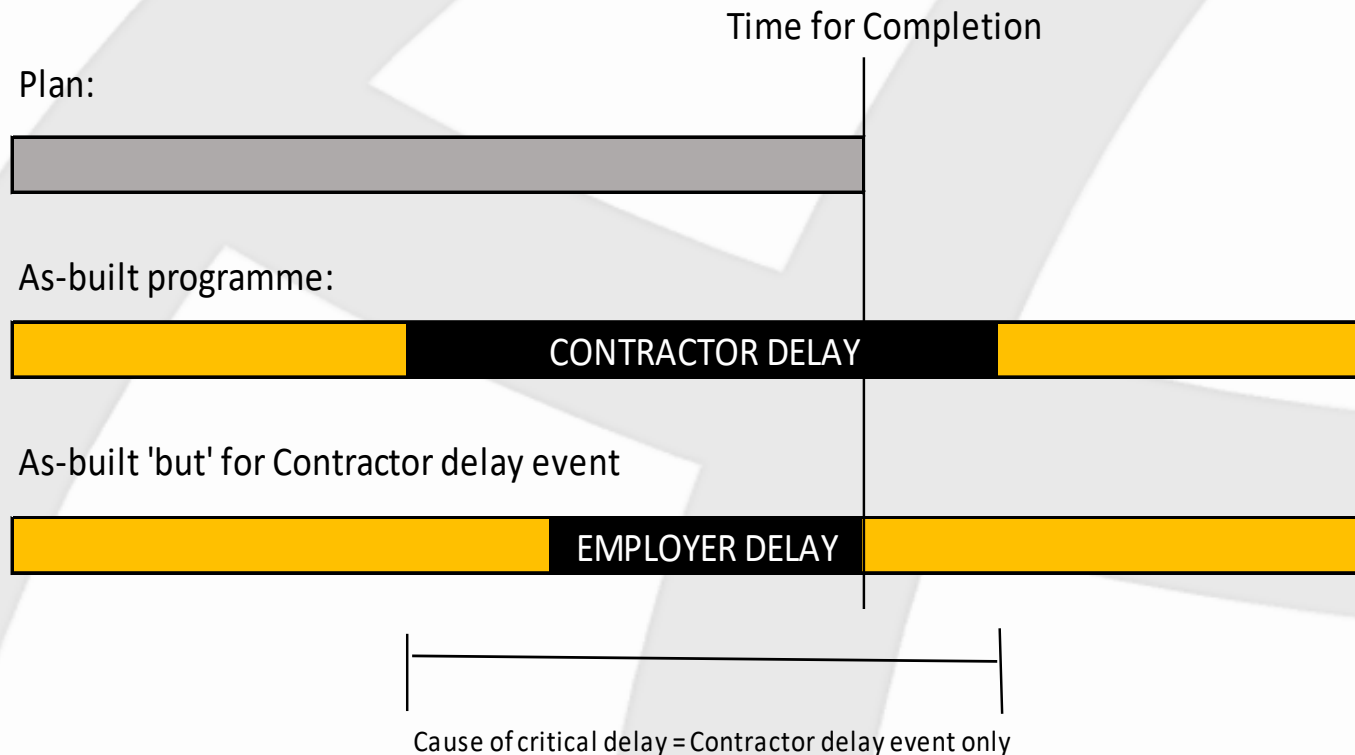 Time for Completion
Plan:
As-built programme:
CONTRACTOR DELAY
As-built 'but' for Contractor delay event
EMPLOYER DELAY
Cause of critical delay = Contractor delay event only